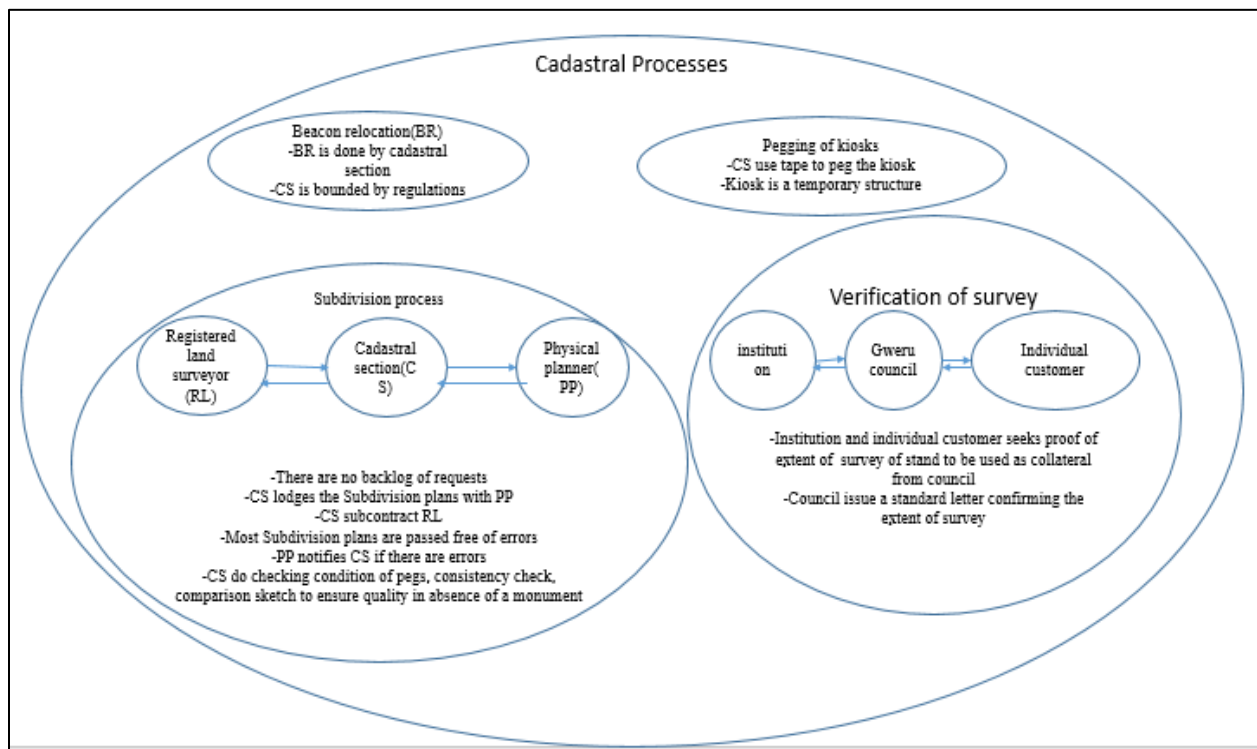 Cadastral Processes
Beacon relocation(BR)
-BR is done by cadastral
section
-CS is bounded by regulations
Pegging of kiosks
-CS use tape to peg the kiosk
-Kiosk is a temporary structure
Subdivision process
Registered
land
surveyor
(RL)
Cadastral
section(C
S)
Physical
planner(
PP)
-There are no backlog of requests
-CS lodges the Subdivision plans with PP
-CS subcontract RL
-Most Subdivision plans are passed free of errors
-PP notifies CS if there are errors
-CS do checking condition of pegs, consistency check,
comparison sketch to ensure quality in absence of a monument
Verification of survey
instituti
on
Gweru
council
Individual
customer
-Institution and individual customer seeks proof of
extent of survey of stand to be used as collateral
from council
-Council issue a standard letter confirming the
extent of survey